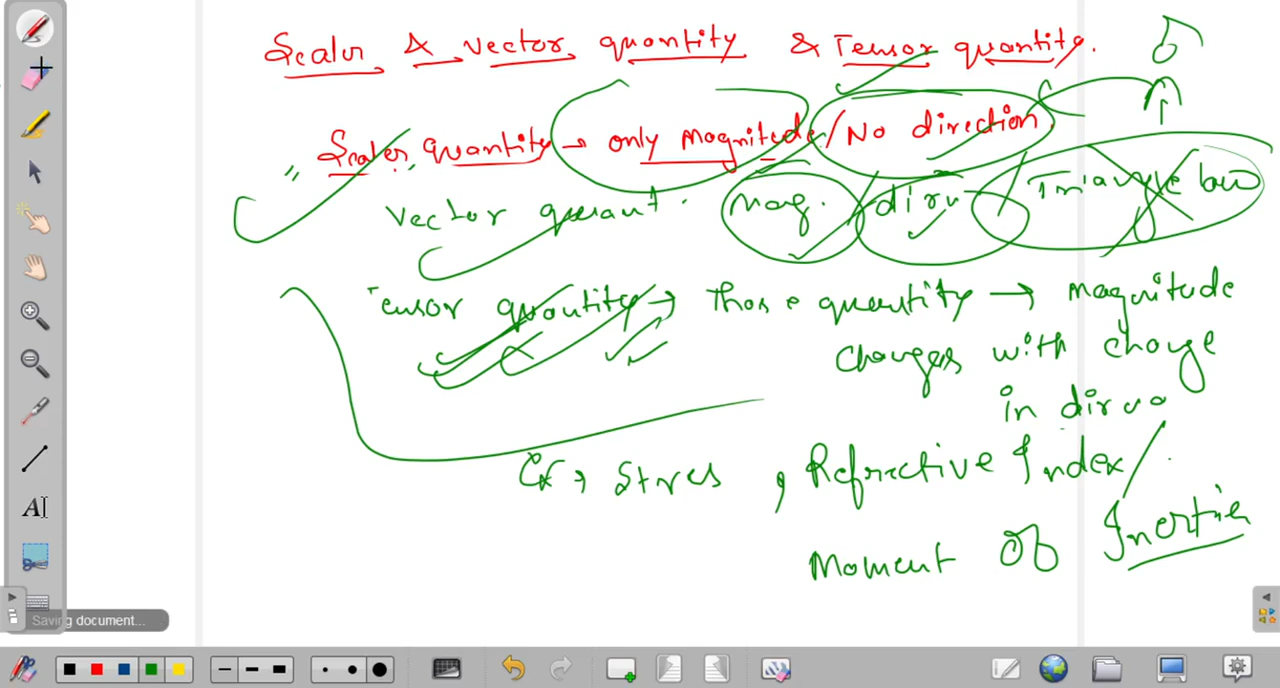 Scalar & vector quantity & Tensor quantity.
"Scaler" quantity → only magnitude / No direction.
vector quant. mag. / dirn Triangle law
Tensor quantity → Those quantity → magnitude
changes with change
in dirn
Ex, Stress, Refractive Index /
Moment of Inertia
Saving document...